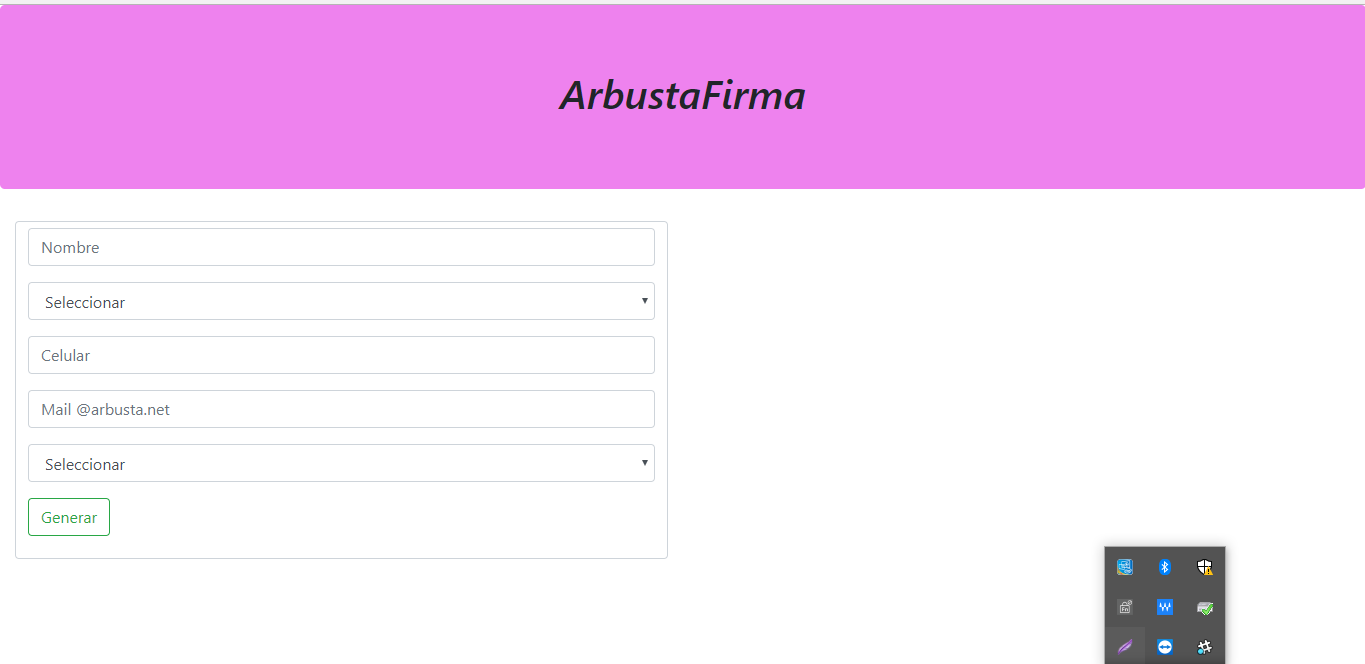 ArbustaFirma
Nombre
Seleccionar
Celular
Mail @arbusta.net
Seleccionar
Generar